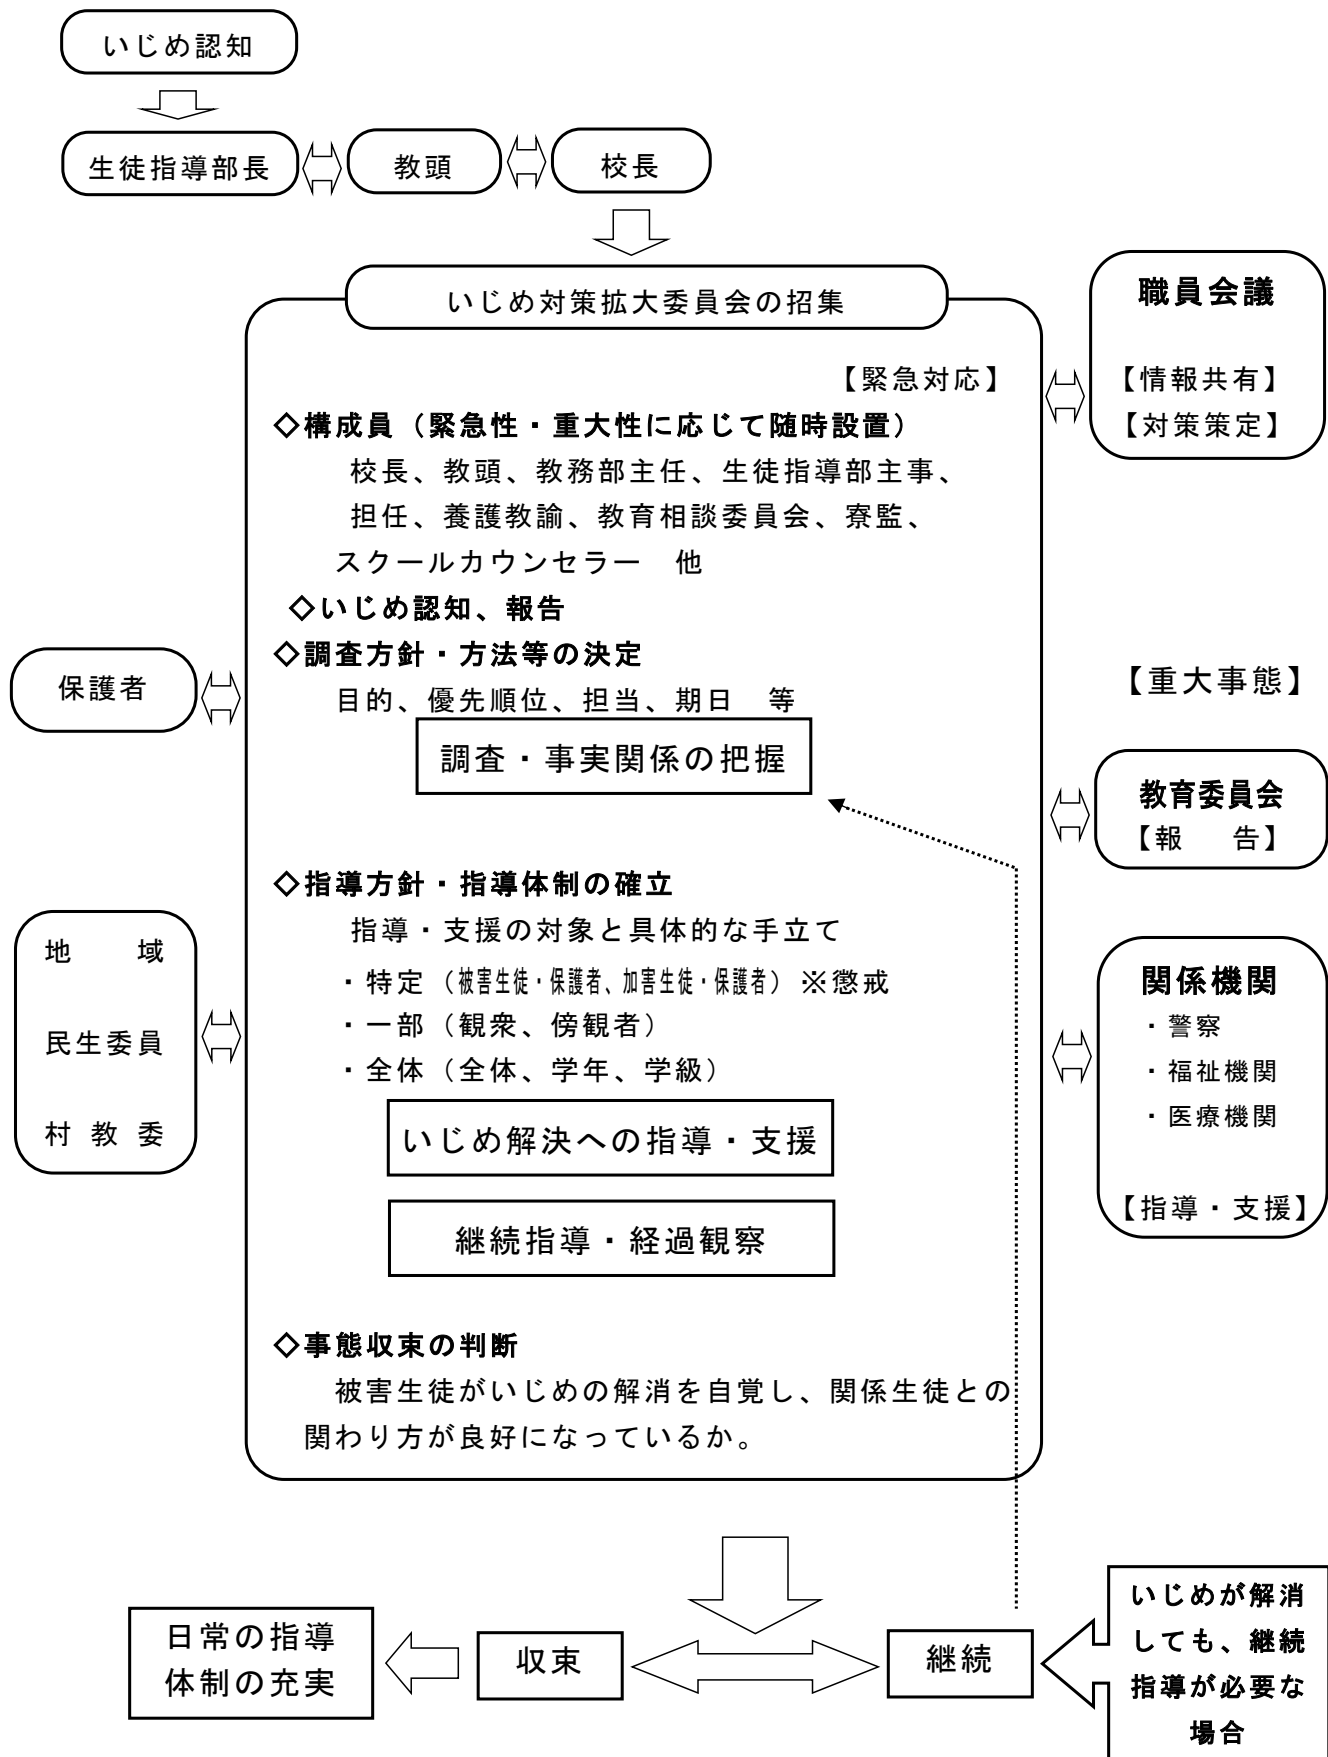 いじめ認知
生徒指導部長
教頭
校長
いじめ対策拡大委員会の招集
職員会議
【情報共有】
【対策策定】
【緊急対応】
◇構成員（緊急性・重大性に応じて随時設置）
校長、教頭、教務部主任、生徒指導部主事、
担任、養護教諭、教育相談委員会、寮監、
スクールカウンセラー　他
◇いじめ認知、報告
◇調査方針・方法等の決定
目的、優先順位、担当、期日　等
調査・事実関係の把握
保護者
【重大事態】
教育委員会
【報　告】
◇指導方針・指導体制の確立
指導・支援の対象と具体的な手立て
・特定（被害生徒・保護者、加害生徒・保護者）※懲戒
・一部（観衆、傍観者）
・全体（全体、学年、学級）
いじめ解決への指導・支援
継続指導・経過観察
地　域
民生委員
村教委
関係機関
・警察
・福祉機関
・医療機関
【指導・支援】
◇事態収束の判断
被害生徒がいじめの解消を自覚し、関係生徒との
関わり方が良好になっているか。
日常の指導
体制の充実
収束
継続
いじめが解消
しても、継続
指導が必要な
場合